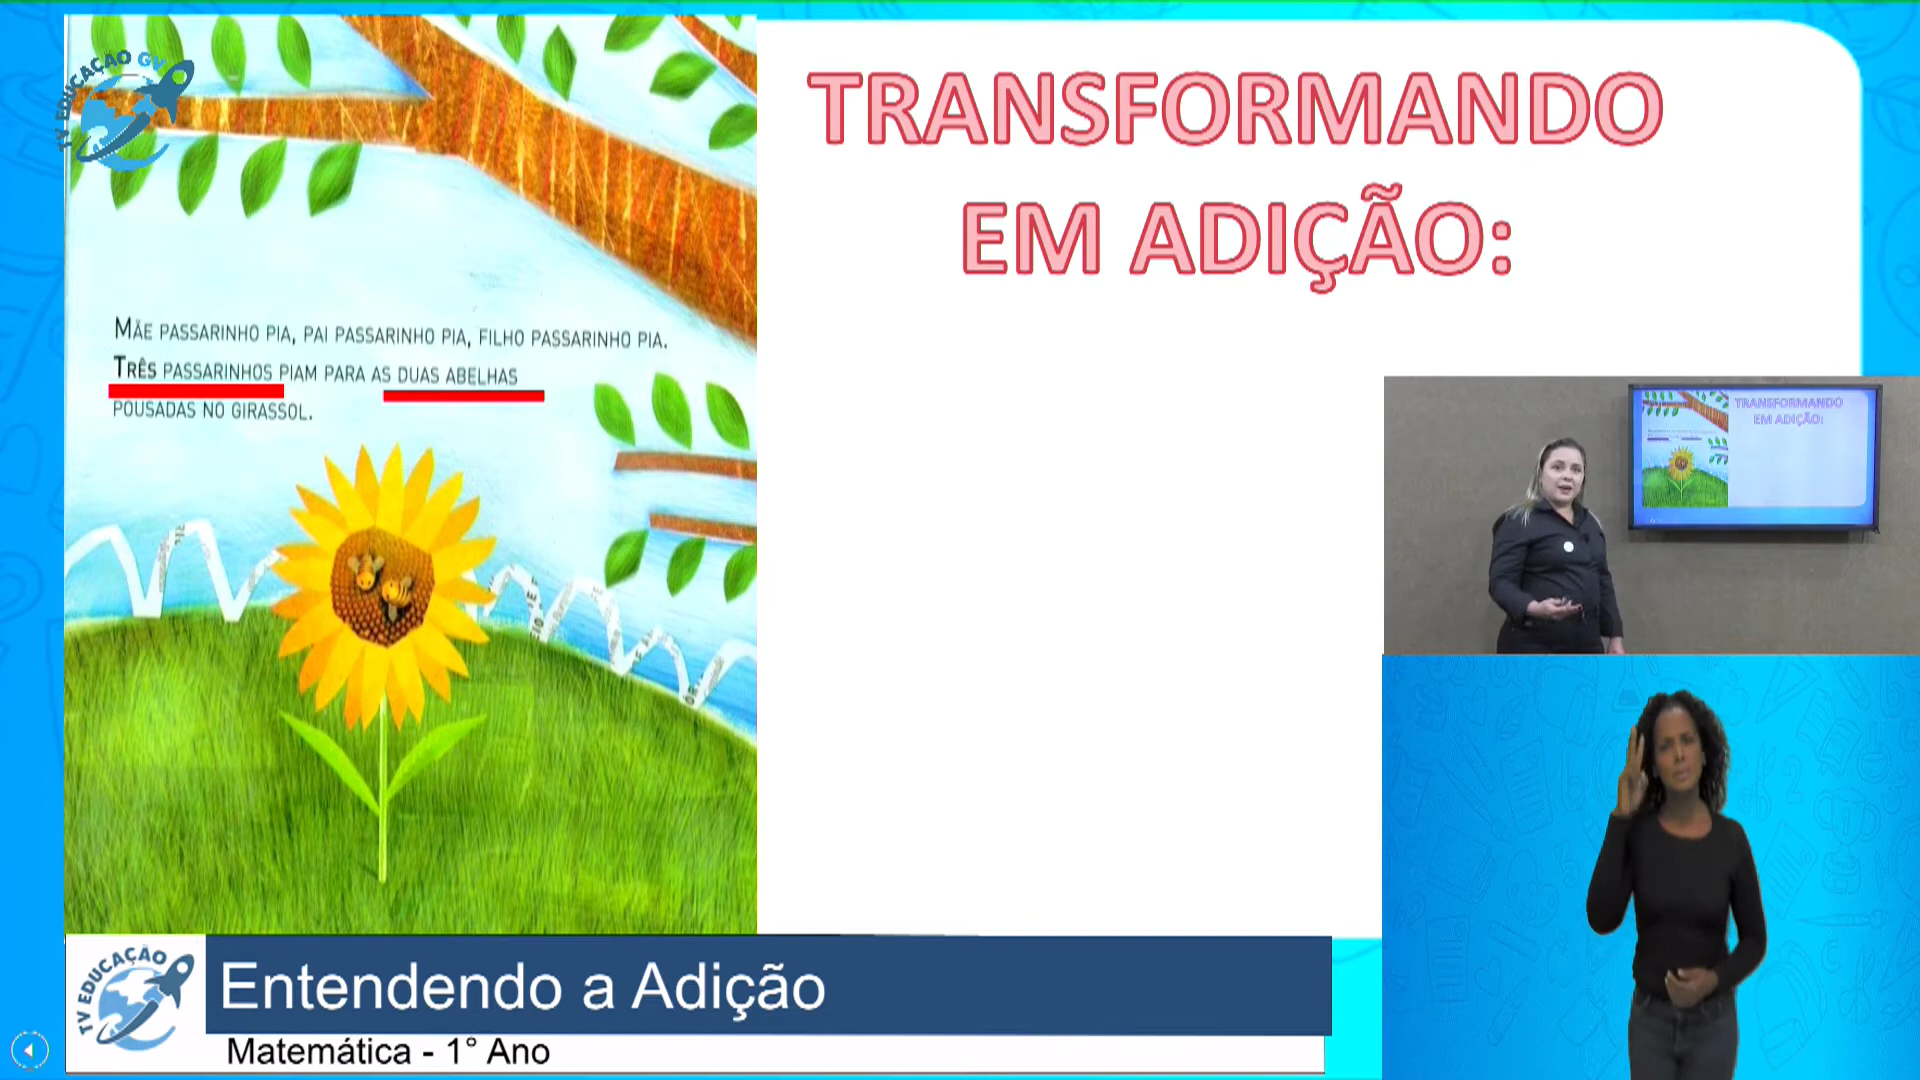 TV EDUCAÇÃO GV
TRANSFORMANDO
EM ADIÇÃO:
MÃE PASSARINHO PIA, PAI PASSARINHO PIA, FILHO PASSARINHO PIA.
TRÊS PASSARINHOS PIAM PARA AS DUAS ABELHAS
POUSADAS NO GIRASSOL.
TRANSFORMANDO
EM ADIÇÃO:
TV EDUCAÇÃO
Entendendo a Adição
Matemática - 1° Ano